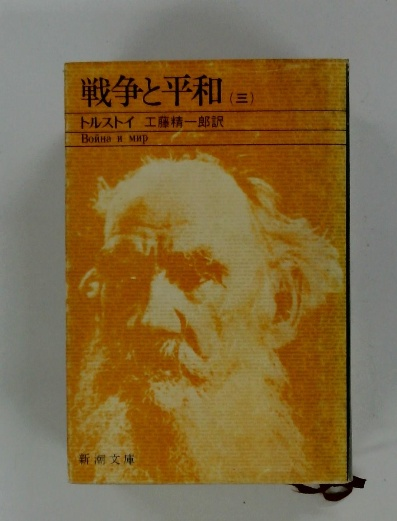 戦争と平和(三)
トルストイ 工藤精一郎訳
Война и мир
新潮文庫